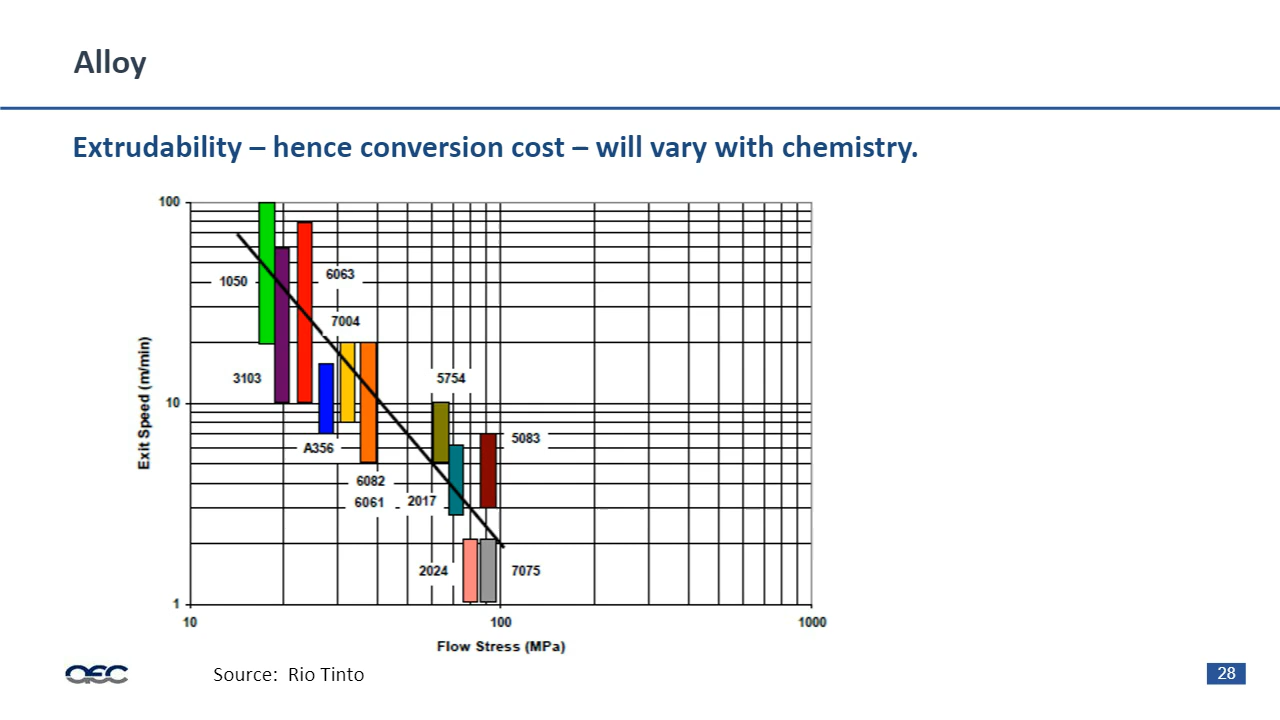 Alloy
Extrudability – hence conversion cost – will vary with chemistry.
100
1050
6063
7004
3103
5754
10
A356
5083
6082
6061
2017
2024
7075
1
10
100
1000
Exit Speed (m/min)
Flow Stress (MPa)
AEC
Source: Rio Tinto
28